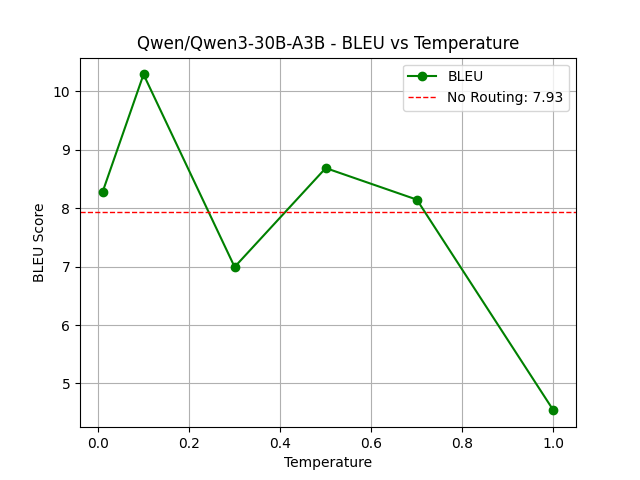 Qwen/Qwen3-30B-A3B - BLEU vs Temperature
BLEU
No Routing: 7.93
10
9
8
7
6
5
BLEU Score
0.0 0.2 0.4 0.6 0.8 1.0
Temperature